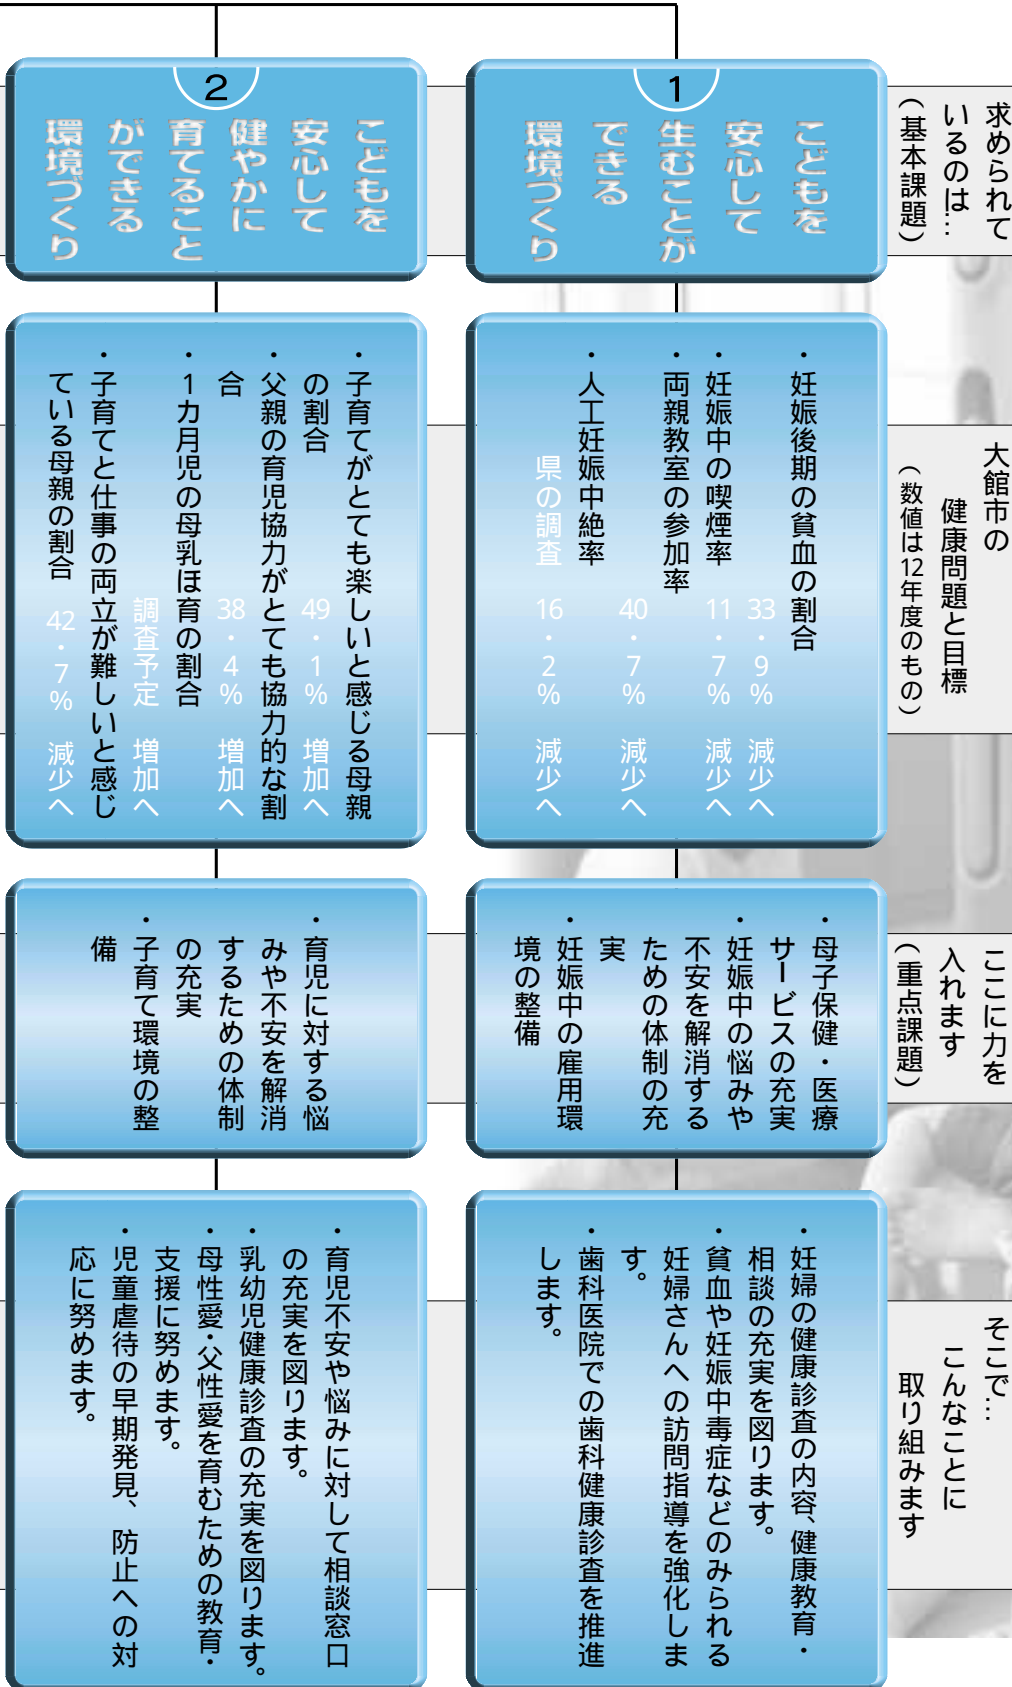 求められて
いるのは…
（基本課題）
大館市の
健康問題と目標
（数値は12年度のもの）
ここに力を
入れます
（重点課題）
そこで…
こんなことに
取り組みます
1
こどもを
安心して
生むことが
できる
環境づくり
・妊娠後期の貧血の割合
33・9％　減少へ
・妊娠中の喫煙率
11・7％　減少へ
・両親教室の参加率
40・7％　減少へ
・人工妊娠中絶率
県の調査　16・2％　減少へ
・母子保健・医療
サービスの充実
・妊娠中の悩みや
不安を解消する
ための体制の充
実
・妊娠中の雇用環
境の整備
・妊婦の健康診査の内容、健康教育・
相談の充実を図ります。
・貧血や妊娠中毒症などのみられる
妊婦さんへの訪問指導を強化しま
す。
・歯科医院での歯科健康診査を推進
します。
2
こどもを
安心して
健やかに
育てること
ができる
環境づくり
・子育てがとても楽しいと感じる母親
の割合　49・1％　増加へ
・父親の育児協力がとても協力的な割
合　38・4％　増加へ
・1カ月児の母乳ほ育の割合
調査予定　増加へ
・子育てと仕事の両立が難しいと感じ
ている母親の割合　42・7％　減少へ
・育児に対する悩
みや不安を解消
するための体制
の充実
・子育て環境の整
備
・育児不安や悩みに対して相談窓口
の充実を図ります。
・乳幼児健康診査の充実を図ります。
・母性愛・父性愛を育むための教育・
支援に努めます。
・児童虐待の早期発見、防止への対
応に努めます。